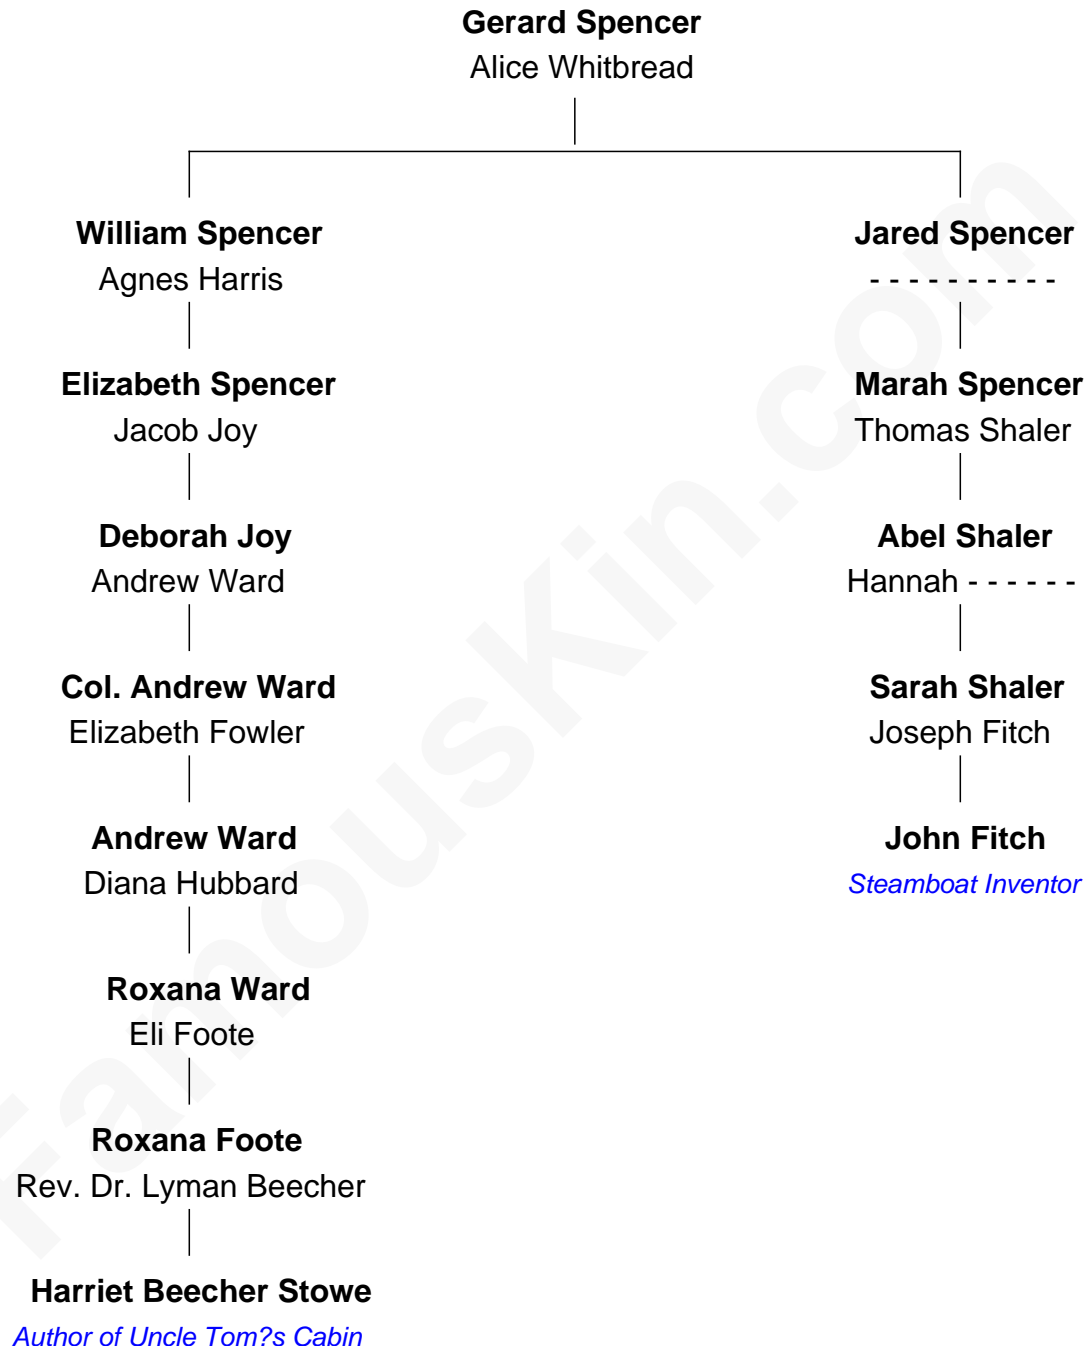 Gerard Spencer
Alice Whitbread
William Spencer
Agnes Harris
Elizabeth Spencer
Jacob Joy
Deborah Joy
Andrew Ward
Col. Andrew Ward
Elizabeth Fowler
Andrew Ward
Diana Hubbard
Roxana Ward
Eli Foote
Roxana Foote
Rev. Dr. Lyman Beecher
Harriet Beecher Stowe
Author of Uncle Tom?s Cabin
Jared Spencer
- - - - - - - - - -
Marah Spencer
Thomas Shaler
Abel Shaler
Hannah - - - - - -
Sarah Shaler
Joseph Fitch
John Fitch
Steamboat Inventor
FamousKin.com